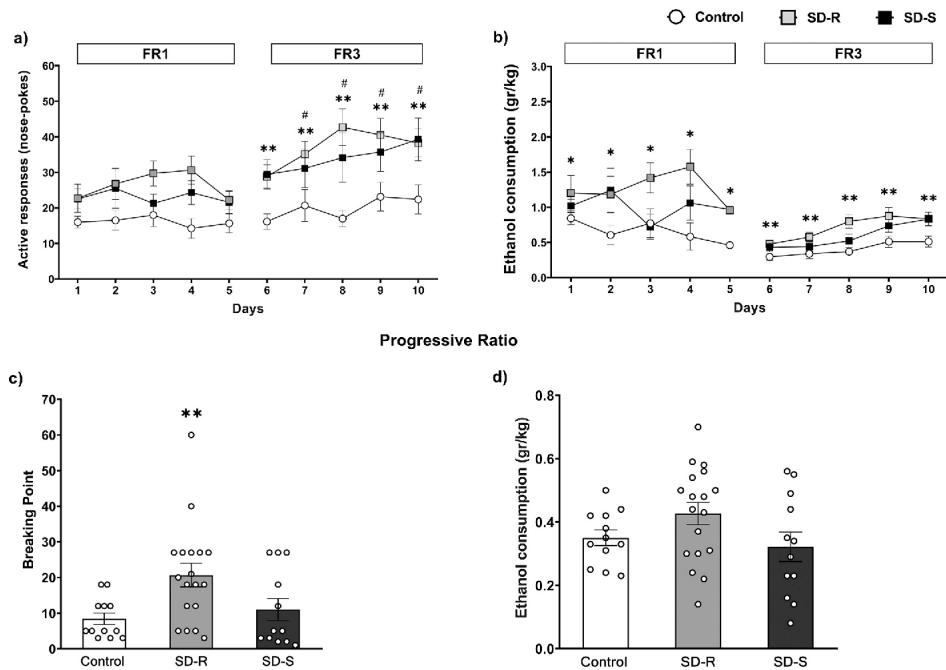 Control SD-R SD-S
a)
FR1 FR3
Active responses (nose-pokes)
60
50
40
30
20
10
0
** # ** # ** # ** # **
1 2 3 4 5 6 7 8 9 10
Days
b)
FR1 FR3
Ethanol consumption (gr/kg)
3.0
2.5
2.0
1.5
1.0
0.5
0.0
* * * * * ** ** ** ** **
1 2 3 4 5 6 7 8 9 10
Days
Progressive Ratio
c)
Breaking Point
70
60
50
40
30
20
10
0
**
Control SD-R SD-S
d)
Ethanol consumption (gr/kg)
0.8
0.6
0.4
0.2
0.0
Control SD-R SD-S